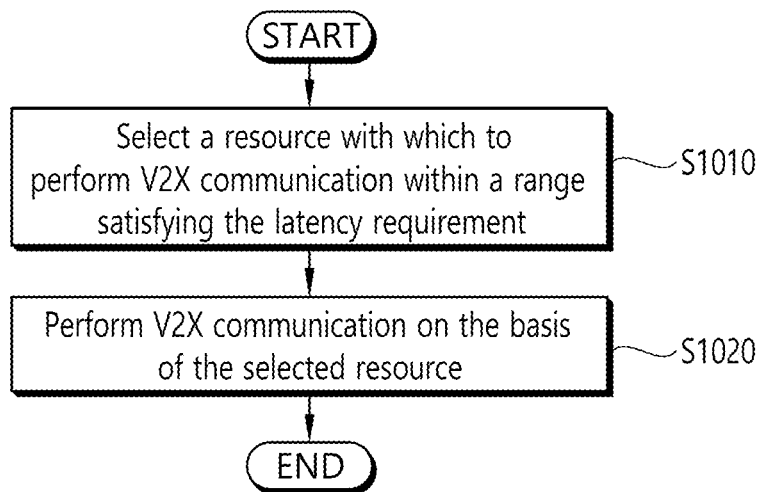 START
Select a resource with which to
perform V2X communication within a range
satisfying the latency requirement
S1010
Perform V2X communication on the basis
of the selected resource
S1020
END